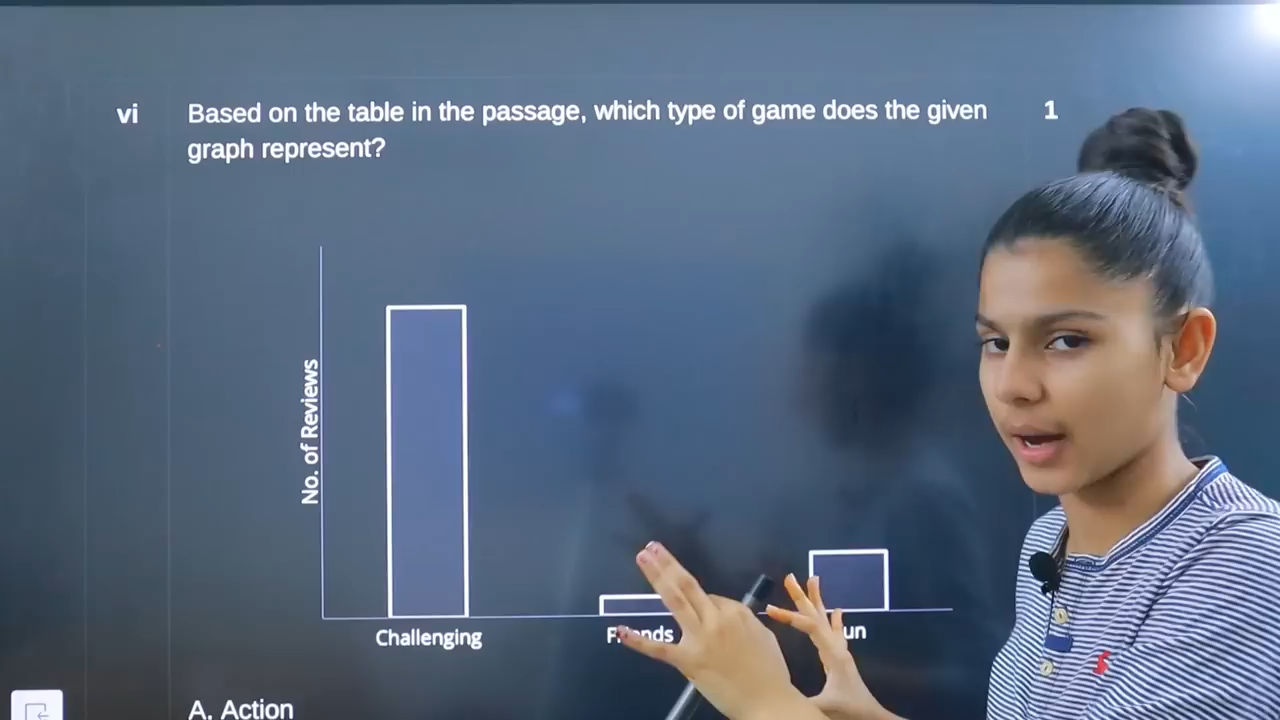 vi Based on the table in the passage, which type of game does the given 1
graph represent?
No. of Reviews
Challenging
A. Action